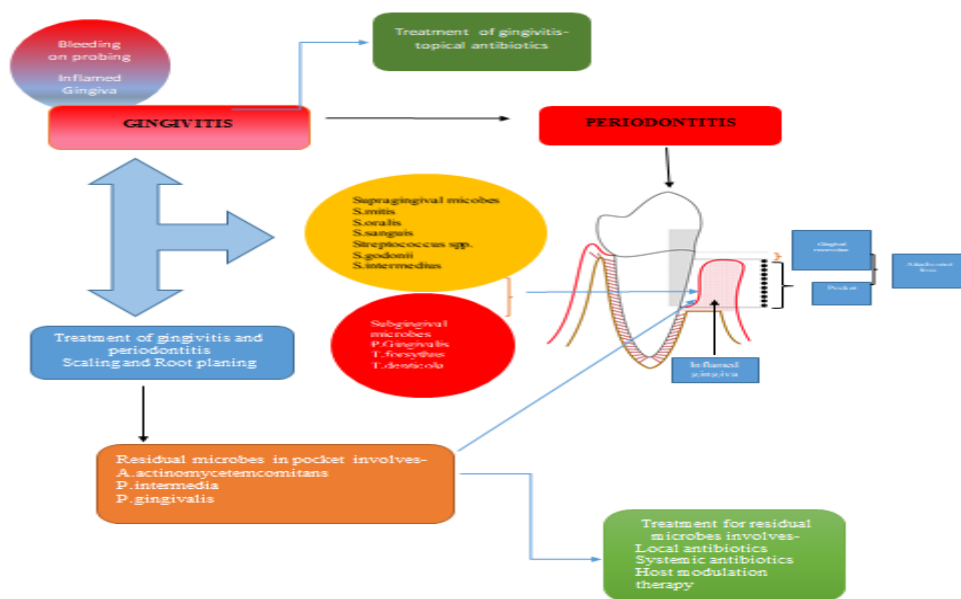 Bleeding
on probing
Inflamed
Gingiva
Treatment of gingivitis-
topical antibiotics
GINGIVITIS
PERIODONTITIS
Supragingival micobes
S.mitis
S.oralis
S.sanguis
Streptococcus spp.
S.godonii
S.intermedius
Gingival
recession
Attachment
loss
Pocket
Subgingival
microbes
P.Gingivalis
T.forsythus
T.denticola
Treatment of gingivitis and
periodontitis
Scaling and Root planing
Inflamed
gingiva
Residual microbes in pocket involves-
A.actinomycetemcomitans
P.intermedia
P.gingivalis
Treatment for residual
microbes involves-
Local antibiotics
Systemic antibiotics
Host modulation
therapy